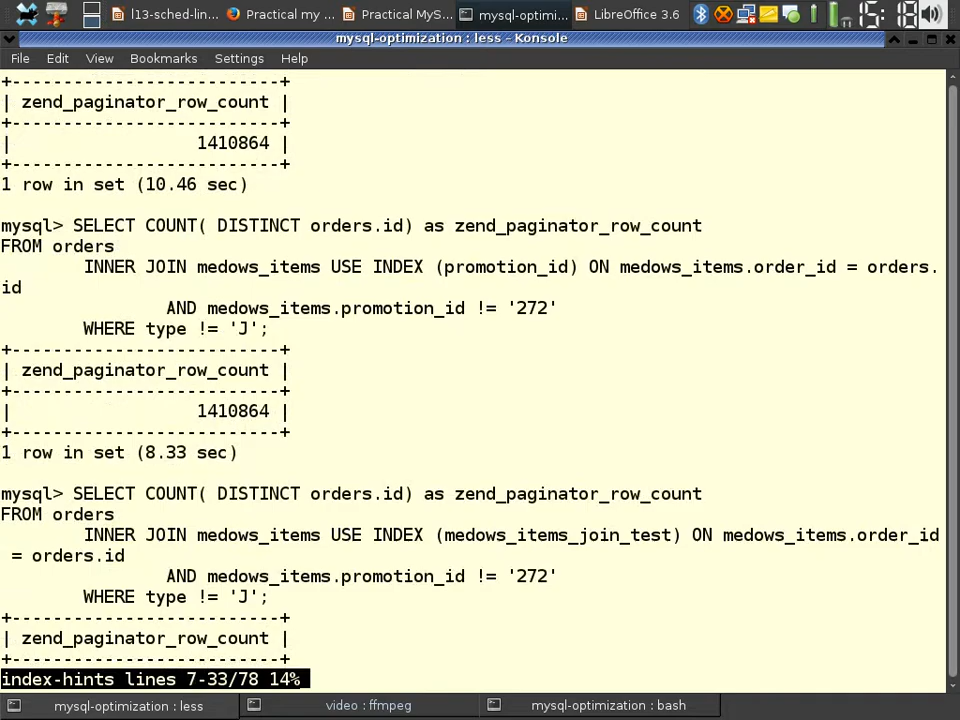 l13-sched-lin...
Practical my ...
Practical MyS...
mysql-optimi...
LibreOffice 3.6
15:18
mysql-optimization : less – Konsole
File Edit View Bookmarks Settings Help
+--------------------------+
| zend_paginator_row_count |
+--------------------------+
|                  1410864 |
+--------------------------+
1 row in set (10.46 sec)
mysql> SELECT COUNT( DISTINCT orders.id) as zend_paginator_row_count
FROM orders
        INNER JOIN medows_items USE INDEX (promotion_id) ON medows_items.order_id = orders.
id
                AND medows_items.promotion_id != '272'
        WHERE type != 'J';
+--------------------------+
| zend_paginator_row_count |
+--------------------------+
|                  1410864 |
+--------------------------+
1 row in set (8.33 sec)
mysql> SELECT COUNT( DISTINCT orders.id) as zend_paginator_row_count
FROM orders
        INNER JOIN medows_items USE INDEX (medows_items_join_test) ON medows_items.order_id
 = orders.id
                AND medows_items.promotion_id != '272'
        WHERE type != 'J';
+--------------------------+
| zend_paginator_row_count |
+--------------------------+
index-hints lines 7-33/78 14%
mysql-optimization : less
video : ffmpeg
mysql-optimization : bash